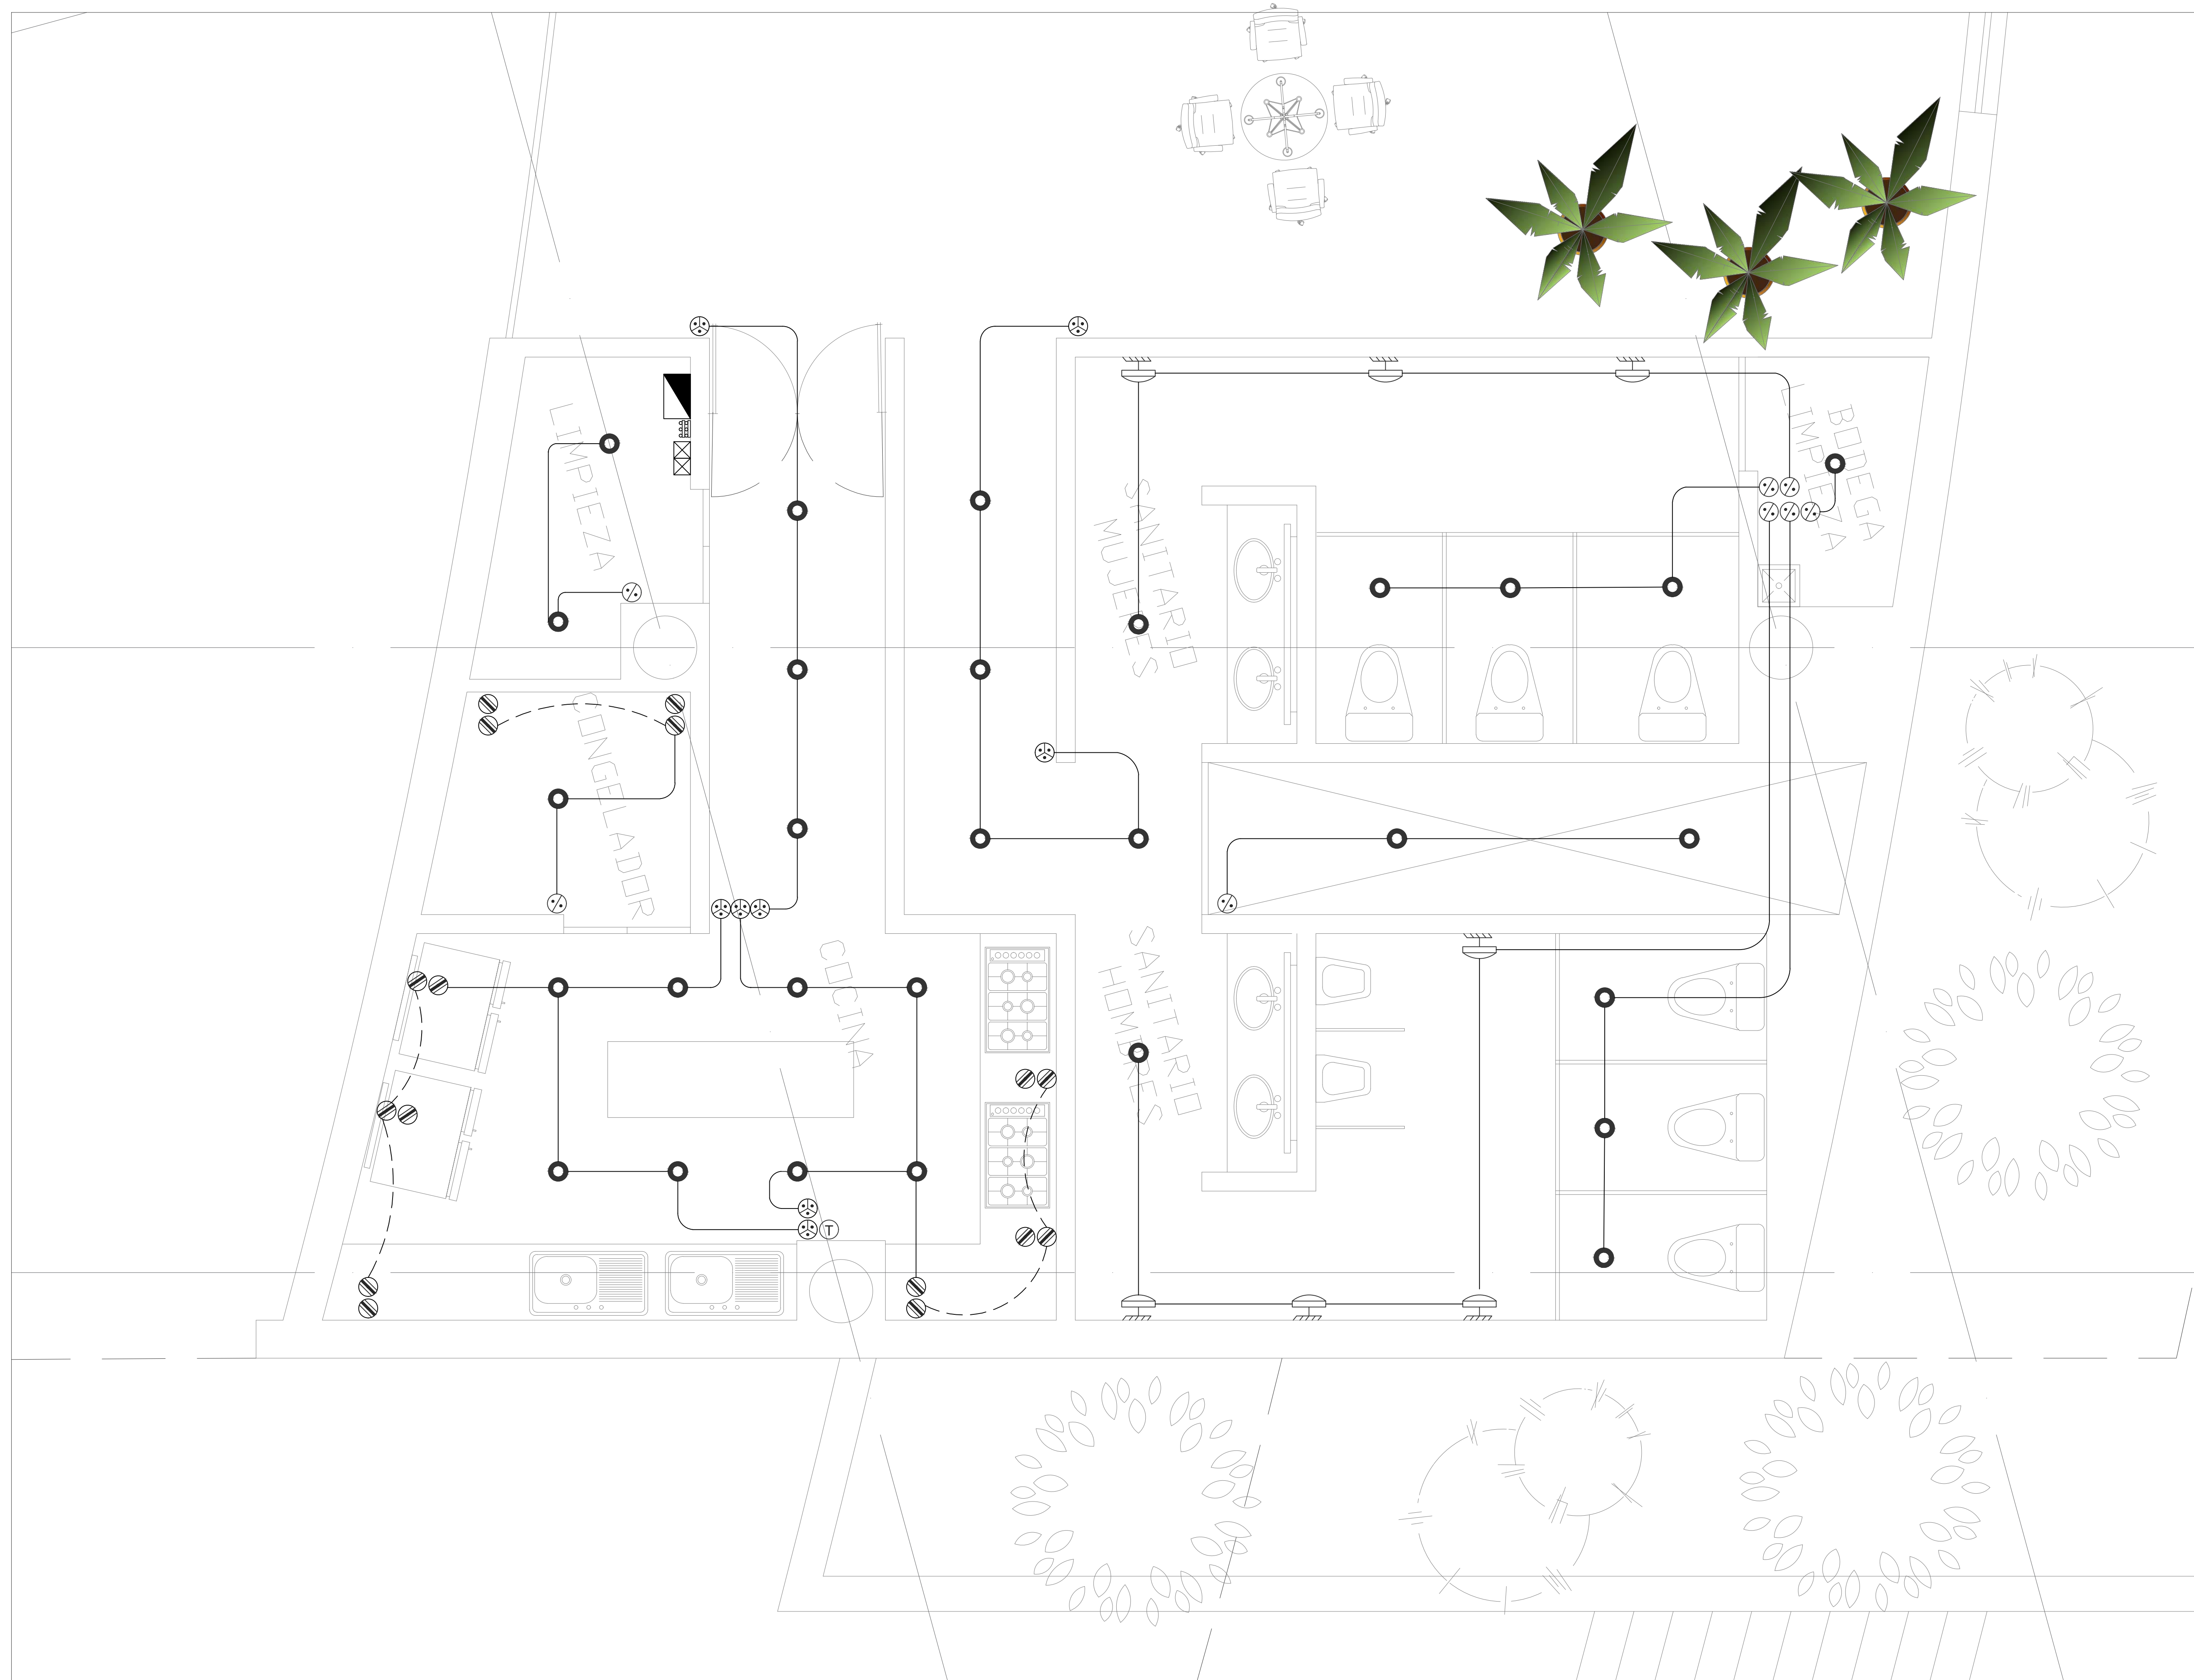 LIMPIEZA
CONGELADOR
COCINA
SANITARIO
MUJERES
BODEGA
LIMPIEZA
SANITARIO
HOMBRES
T